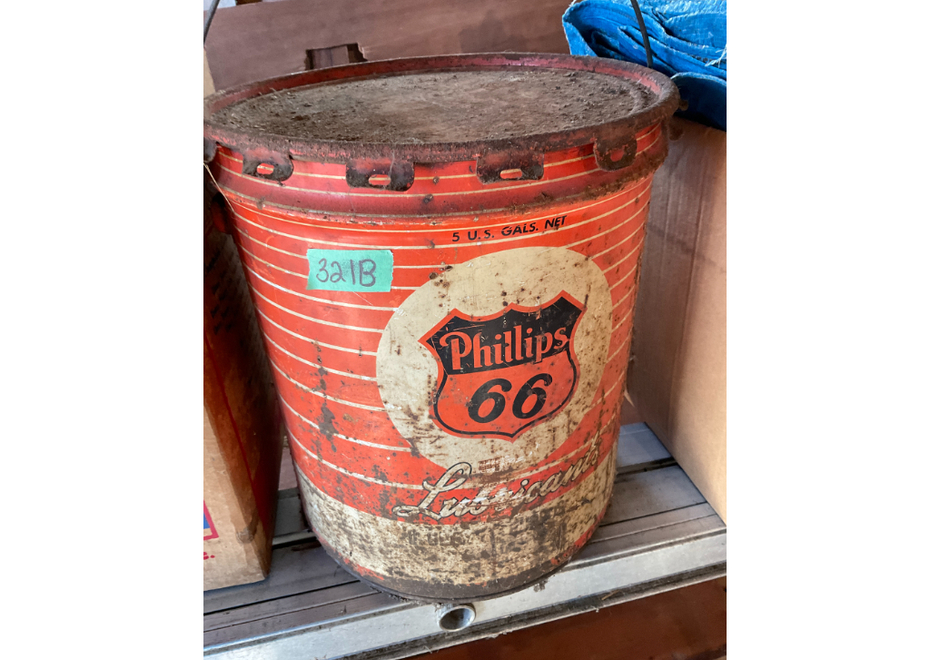 5 U.S. GALS. NET
321B
Phillips
66
Lubricants